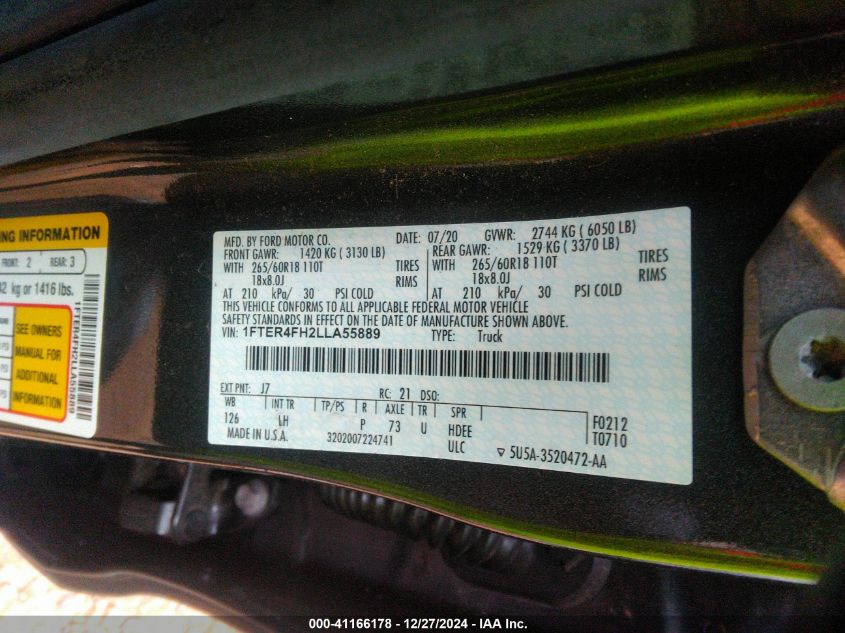 NG INFORMATION
FRONT: 2 REAR: 3
32 kg or 1416 lbs.
SEE OWNERS
MANUAL FOR
ADDITIONAL
INFORMATION
1FTER4FH2LLA55889
MFD. BY FORD MOTOR CO. DATE: 07/20 GVWR: 2744 KG ( 6050 LB)
FRONT GAWR: 1420 KG ( 3130 LB) REAR GAWR: 1529 KG ( 3370 LB)
WITH 265/60R18 110T TIRES WITH 265/60R18 110T TIRES
18x8.0J RIMS 18x8.0J RIMS
AT 210 kPa/ 30 PSI COLD AT 210 kPa/ 30 PSI COLD
THIS VEHICLE CONFORMS TO ALL APPLICABLE FEDERAL MOTOR VEHICLE
SAFETY STANDARDS IN EFFECT ON THE DATE OF MANUFACTURE SHOWN ABOVE.
VIN: 1FTER4FH2LLA55889 TYPE: Truck
EXT PNT: J7 RC: 21 DSO:
WB INT TR TP/PS R AXLE TR SPR
126 LH P 73 U HDEE F0212
ULC T0710
MADE IN U.S.A. 3202007224741 5U5A-3520472-AA
000-41166178 - 12/27/2024 - IAA Inc.